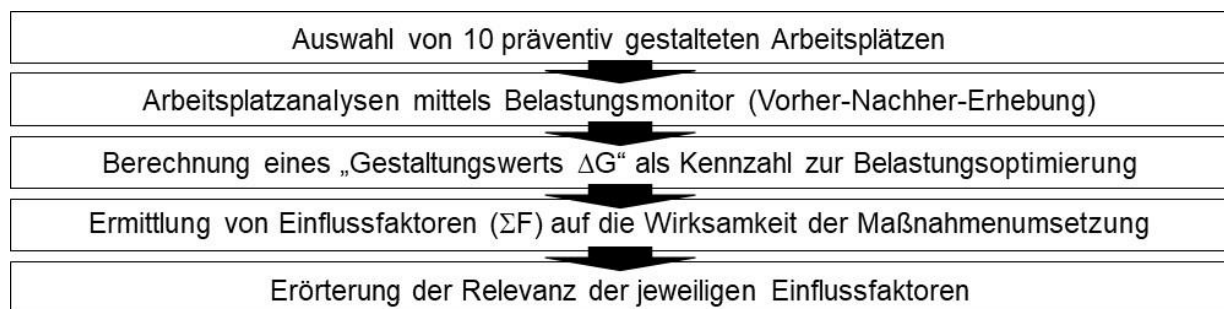 Auswahl von 10 präventiv gestalteten Arbeitsplätzen
Arbeitsplatzanalysen mittels Belastungsmonitor (Vorher-Nachher-Erhebung)
Berechnung eines „Gestaltungswerts ΔG“ als Kennzahl zur Belastungsoptimierung
Ermittlung von Einflussfaktoren (ΣF) auf die Wirksamkeit der Maßnahmenumsetzung
Erörterung der Relevanz der jeweiligen Einflussfaktoren